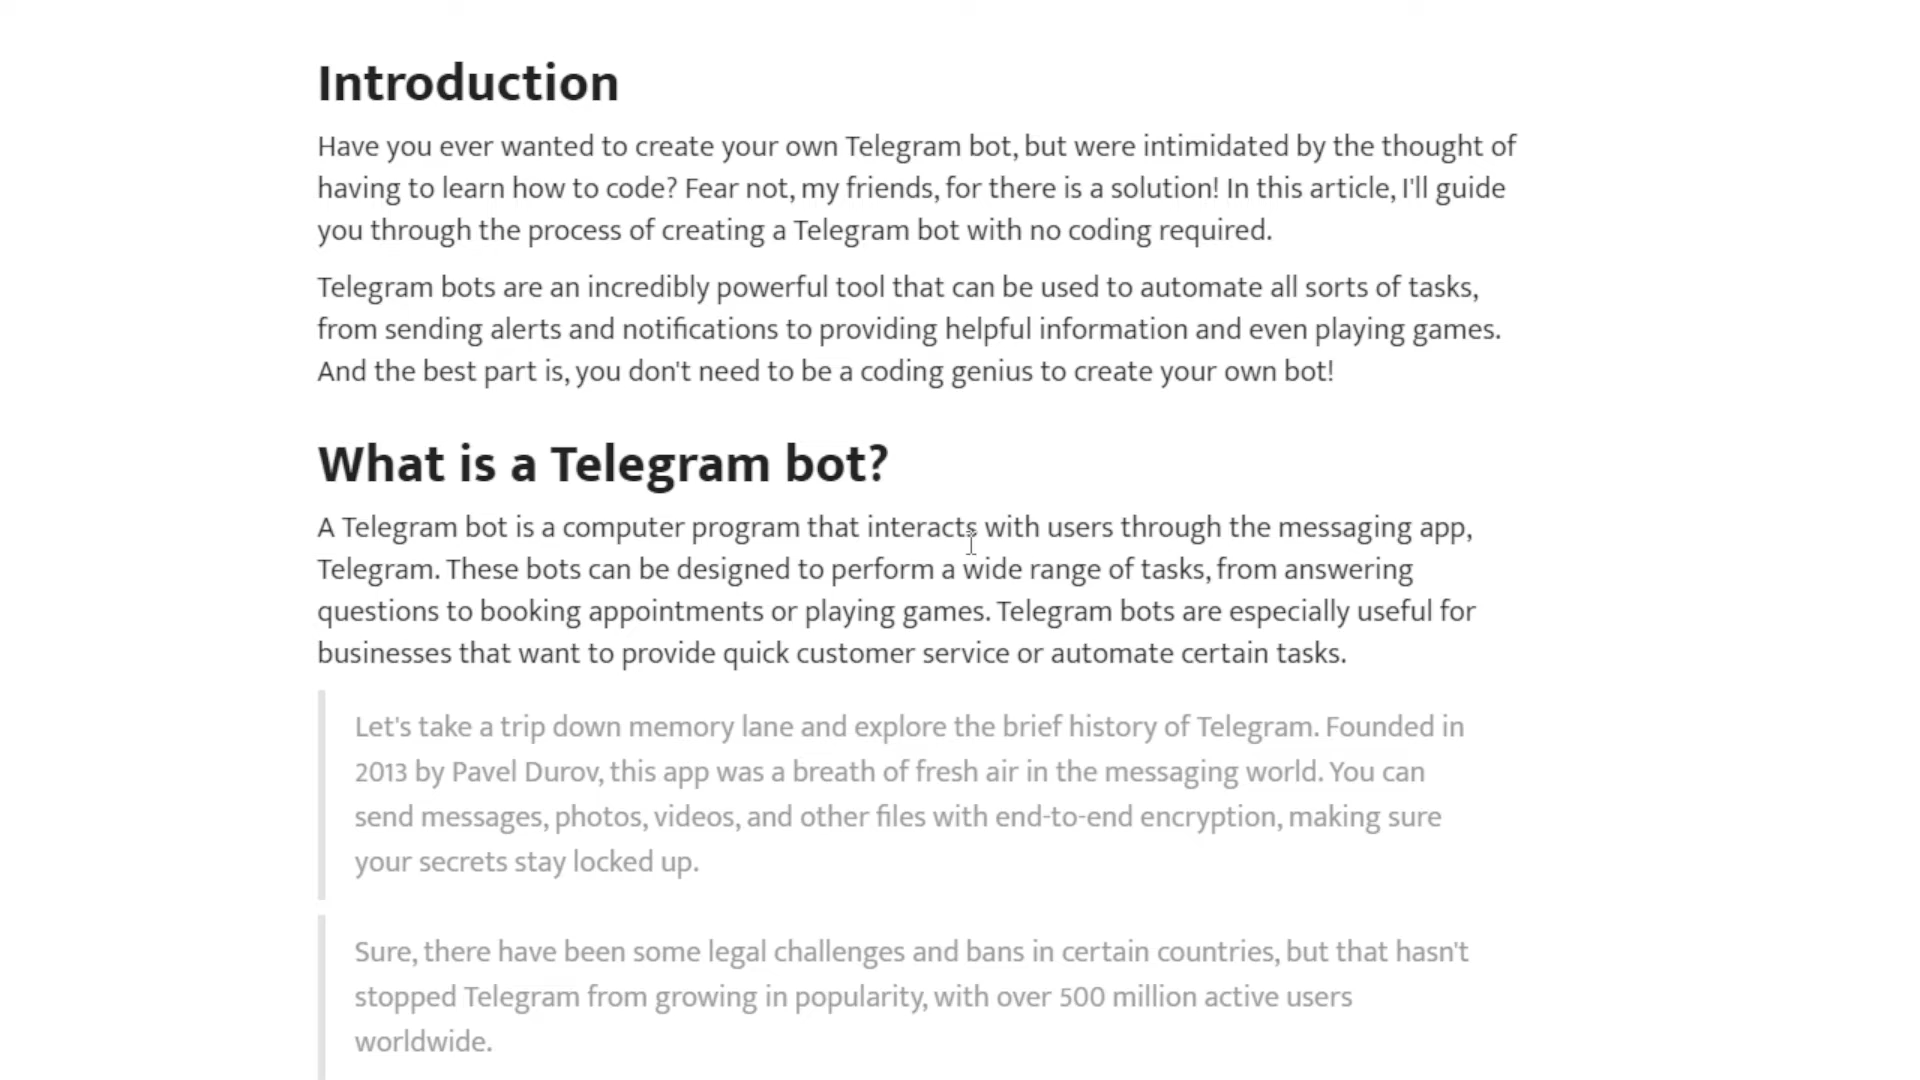 Introduction
Have you ever wanted to create your own Telegram bot, but were intimidated by the thought of
having to learn how to code? Fear not, my friends, for there is a solution! In this article, I'll guide
you through the process of creating a Telegram bot with no coding required.
Telegram bots are an incredibly powerful tool that can be used to automate all sorts of tasks,
from sending alerts and notifications to providing helpful information and even playing games.
And the best part is, you don't need to be a coding genius to create your own bot!
What is a Telegram bot?
A Telegram bot is a computer program that interacts with users through the messaging app,
Telegram. These bots can be designed to perform a wide range of tasks, from answering
questions to booking appointments or playing games. Telegram bots are especially useful for
businesses that want to provide quick customer service or automate certain tasks.
Let's take a trip down memory lane and explore the brief history of Telegram. Founded in
2013 by Pavel Durov, this app was a breath of fresh air in the messaging world. You can
send messages, photos, videos, and other files with end-to-end encryption, making sure
your secrets stay locked up.
Sure, there have been some legal challenges and bans in certain countries, but that hasn't
stopped Telegram from growing in popularity, with over 500 million active users
worldwide.